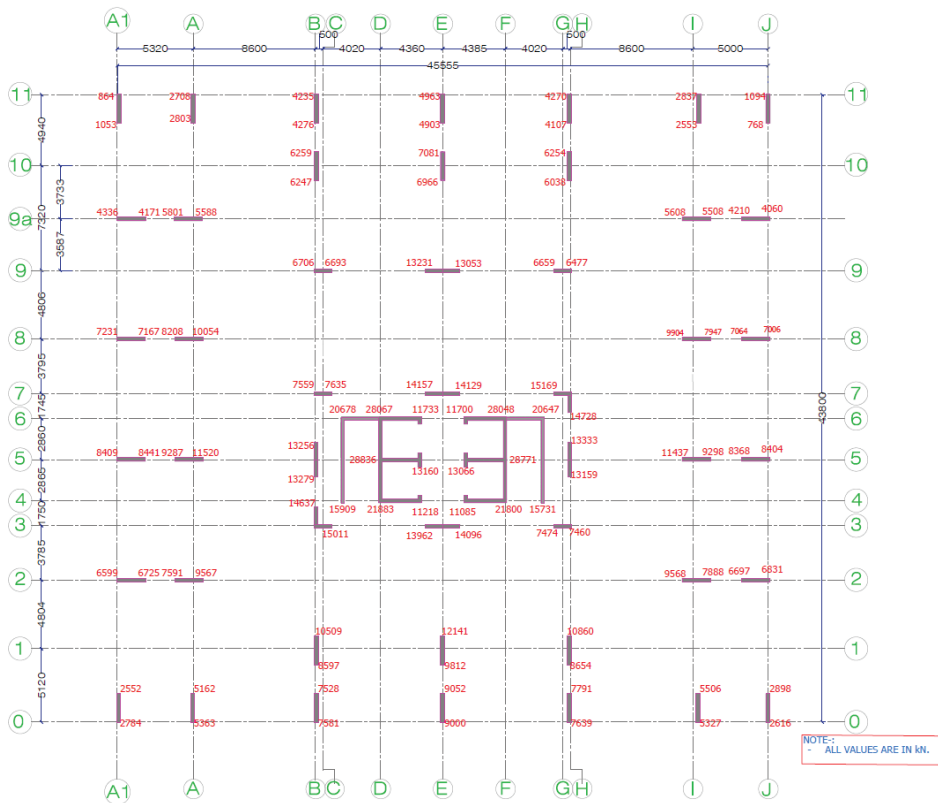 A1 A B C D E F G H I J
500 500
5320 8600 4020 4360 4385 4020 8600 5000
45555
11 864 2708 4235 4963 4270 2837 1094 11
1053 2803 4276 4903 4107 2553 768
4940
10 6259 7081 6254 10
6247 6966 6038
3733
7320
9a 4336 4171 5801 5588 5608 5508 4210 4060 9a
3587
9 6706 6693 13231 13053 6659 6477 9
4806
8 7231 7167 8208 10054 9904 7947 7064 7006 8
3795
7 7559 7635 14157 14129 15169 7
1745
43800
6 20678 28067 11733 11700 28048 20647 14728 6
2860
13256 13333
5 8409 8441 9287 11520 28836 28771 11437 9298 8368 8404 5
13279 13160 13066 13159
2865
4 14637 15909 21883 11218 11085 21800 15731 4
1750
3 15011 13962 14096 7474 7460 3
3785
2 6599 6725 7591 9567 9568 7888 6697 6831 2
4804
10509 12141 10860
1 8597 9812 8654 1
5120
2552 5162 7528 9052 7791 5506 2898
0 2784 5363 7581 9000 7639 5327 2616 0
NOTE-:
- ALL VALUES ARE IN kN.
A1 A B C D E F G H I J